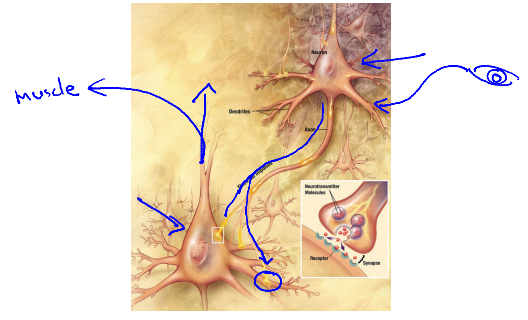 Neuron
muscle
Dendrites
Axon
Neurotransmitter
Molecules
Receptor
Synapse